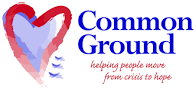 Common
Ground
helping people move
from crisis to hope